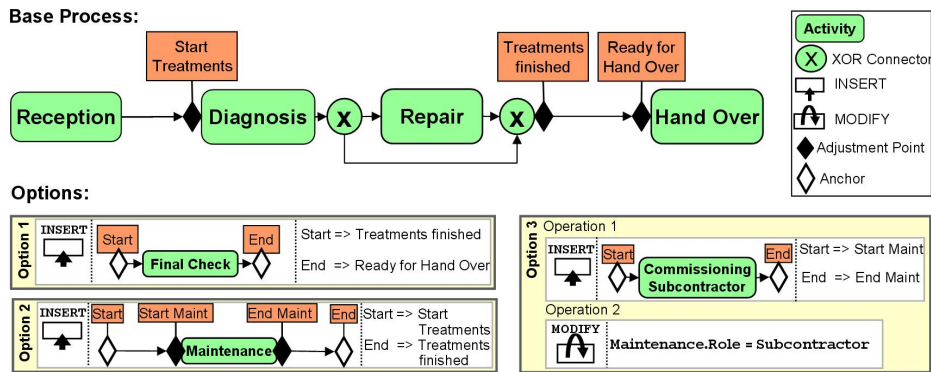 Base Process:
Start
Treatments
Treatments
finished
Ready for
Hand Over
Reception
Diagnosis
X
Repair
X
Hand Over
Activity
X
XOR Connector
INSERT
MODIFY
Adjustment Point
Anchor
Options:
Option 1
INSERT
Start
Final Check
End
Start => Treatments finished
End => Ready for Hand Over
Option 2
INSERT
Start
Start Maint
Maintenance
End Maint
End
Start => Start
Treatments
End => Treatments
finished
Option 3
Operation 1
INSERT
Start
Commissioning
Subcontractor
End
Start => Start Maint
End => End Maint
Operation 2
MODIFY
Maintenance.Role = Subcontractor